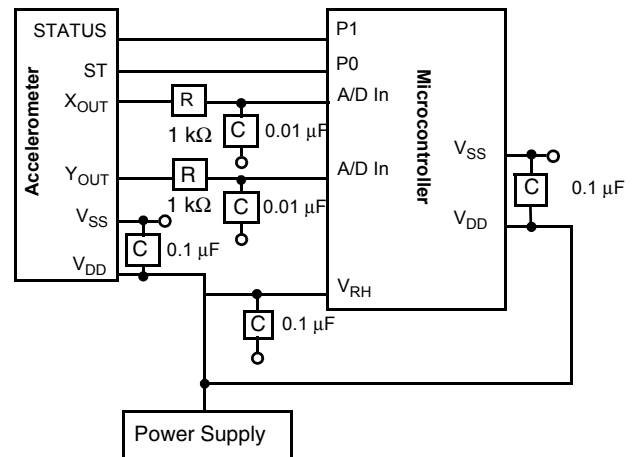 Accelerometer
STATUS
ST
XOUT
YOUT
VSS
VDD
R
1 kΩ
C
0.01 µF
R
1 kΩ
C
0.01 µF
C
0.1 µF
C
0.1 µF
Microcontroller
P1
P0
A/D In
A/D In
VRH
VSS
VDD
C
0.1 µF
Power Supply